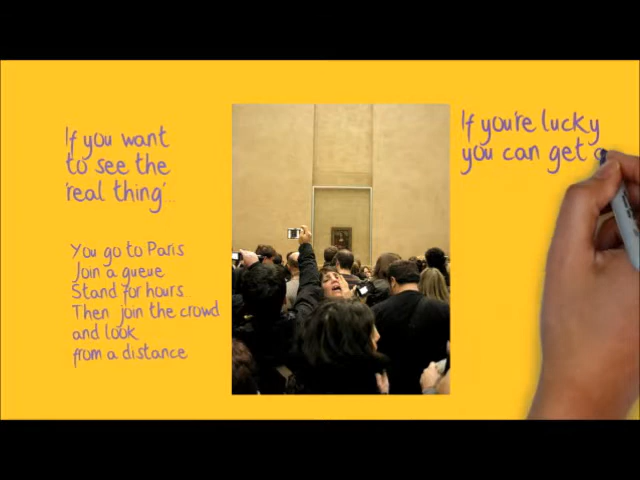 If you want
to see the
'real thing'...
You go to Paris
Join a queue
Stand for hours...
Then join the crowd
and look
from a distance
If you're lucky
you can get